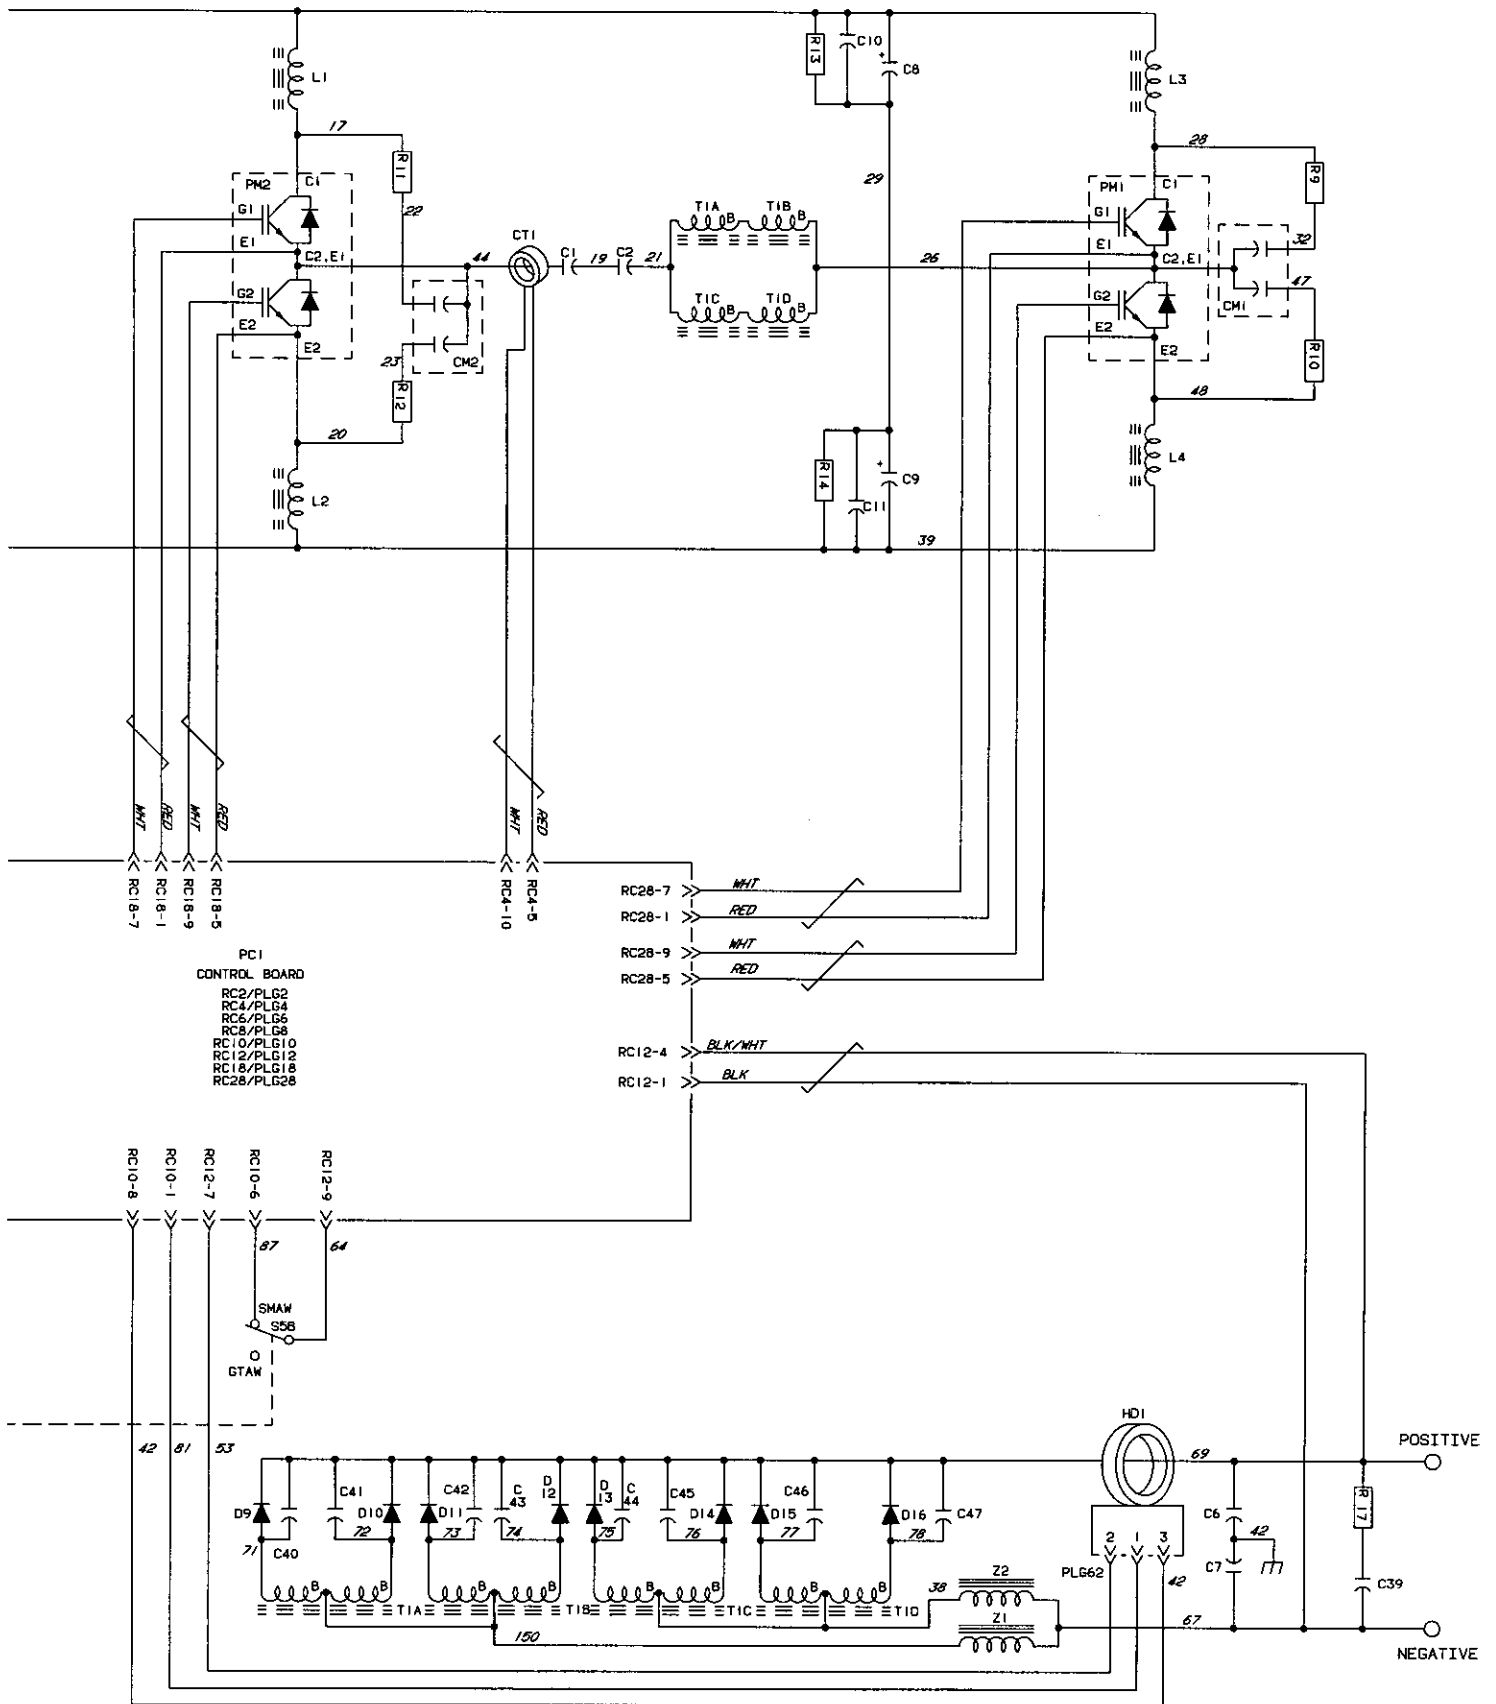 R13
C10
+
C8
L1
L3
17
28
R11
R9
29
PM2
C1
PM1
C1
T1A
B
T1B
B
G1
22
G1
CT1
E1
E1
32
44
C2,E1
C1
19
C2
21
26
C2,E1
G2
T1C
B
T1D
B
G2
47
CM1
E2
E2
E2
23
CM2
E2
R10
R12
48
20
+
L4
R14
C9
L2
C11
39
WHT
RED
WHT
RED
WHT
RED
RC18-7
RC18-1
RC18-9
RC18-5
RC4-10
RC4-5
RC28-7
WHT
RC28-1
RED
RC28-9
WHT
RC28-5
RED
PC1
CONTROL BOARD
RC2/PLG2
RC4/PLG4
RC6/PLG6
RC8/PLG8
RC10/PLG10
RC12/PLG12
RC18/PLG18
RC28/PLG28
RC12-4
BLK/WHT
RC12-1
BLK
RC10-8
RC10-1
RC12-7
RC10-6
RC12-9
87
64
SMAW
S5B
GTAW
HD1
42
81
53
69
POSITIVE
D9
C41
D10
C42
D11
C43
D12
D13
C44
C45
D14
C46
D15
D16
C47
R17
C6
42
71
C40
72
73
74
75
76
77
78
2
1
3
C7
PLG62
42
C39
B
B
B
B
B
B
B
B
38
Z2
T1A
T1B
T1C
T1D
Z1
67
150
NEGATIVE